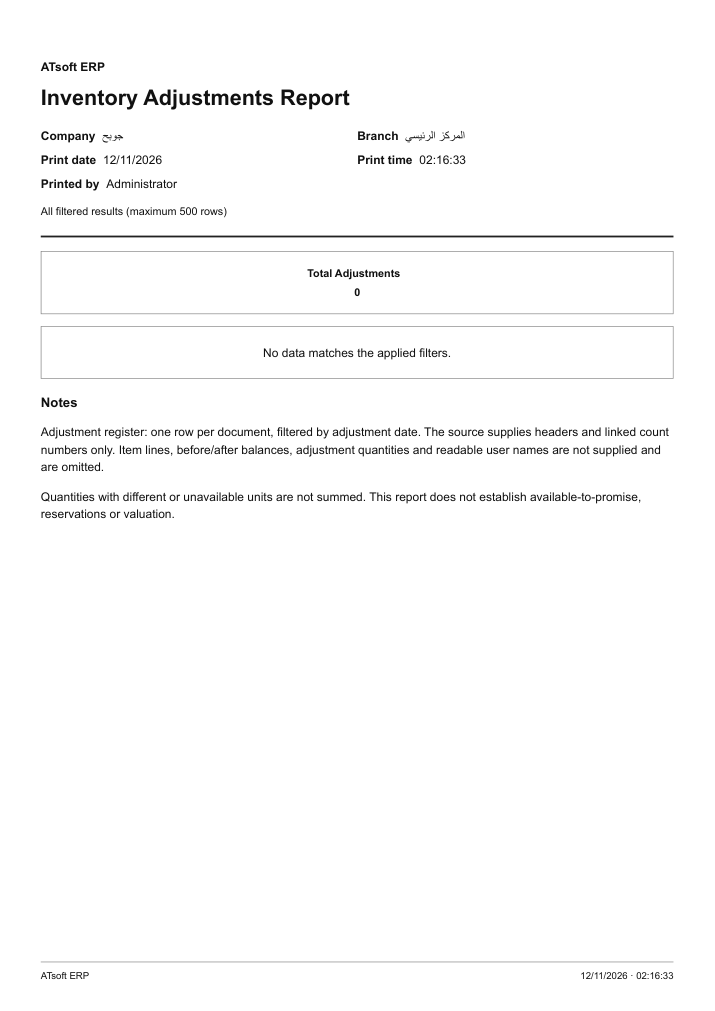 ATsoft ERP
Inventory Adjustments Report
Company جوبح Branch المركز الرئيسي
Print date 12/11/2026 Print time 02:16:33
Printed by Administrator
All filtered results (maximum 500 rows)
Total Adjustments
0
No data matches the applied filters.
Notes
Adjustment register: one row per document, filtered by adjustment date. The source supplies headers and linked count
numbers only. Item lines, before/after balances, adjustment quantities and readable user names are not supplied and
are omitted.
Quantities with different or unavailable units are not summed. This report does not establish available-to-promise,
reservations or valuation.
ATsoft ERP 12/11/2026 · 02:16:33